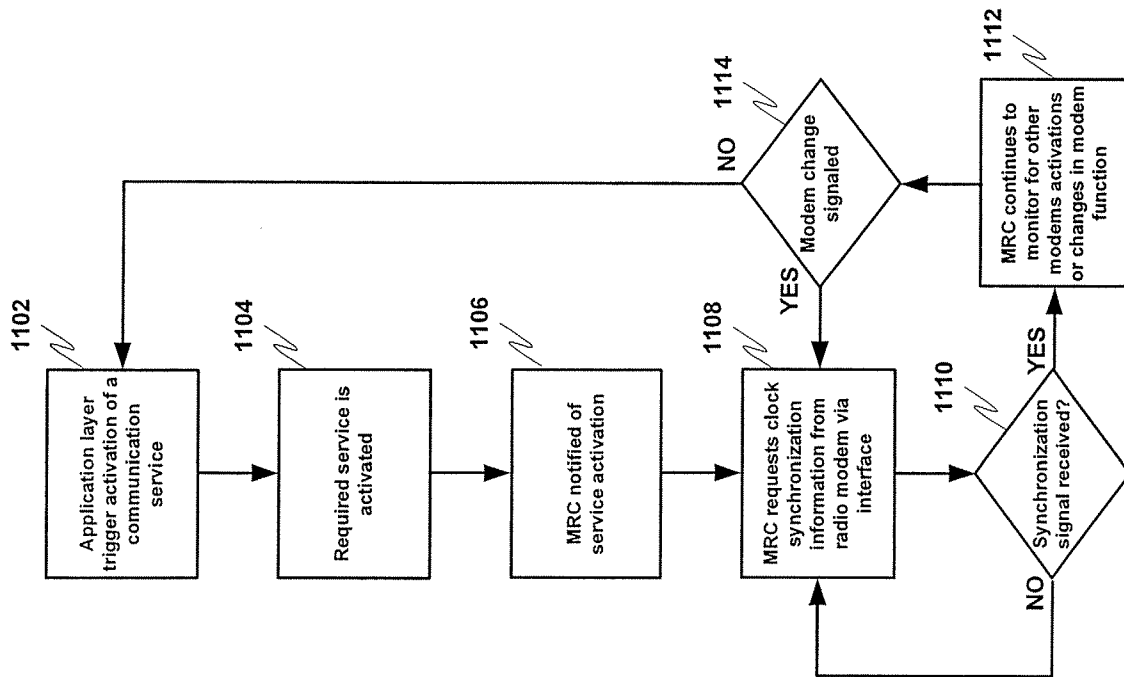 1102
Application layer
trigger activation of a
communication
service
1104
Required service is
activated
1106
MRC notified of
service activation
1108
MRC requests clock
synchronization
information from
radio modem via
interface
1110
Synchronization
signal received?
NO
YES
1112
MRC continues to
monitor for other
modems activations
or changes in modem
function
1114
Modem change
signaled
YES
NO